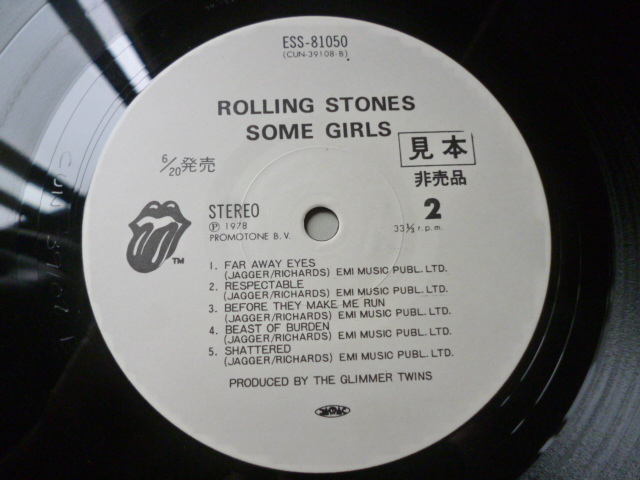 ESS-81050
(CUN-39108-B)
ROLLING STONES
SOME GIRLS
見本
6/20発売
非売品
STEREO
2
Ⓟ 1978
33⅓ r.p.m.
PROMOTONE B.V.
TM
1. FAR AWAY EYES
(JAGGER/RICHARDS) EMI MUSIC PUBL. LTD.
2. RESPECTABLE
(JAGGER/RICHARDS) EMI MUSIC PUBL. LTD.
3. BEFORE THEY MAKE ME RUN
(JAGGER/RICHARDS) EMI MUSIC PUBL. LTD.
4. BEAST OF BURDEN
(JAGGER/RICHARDS) EMI MUSIC PUBL. LTD.
5. SHATTERED
(JAGGER/RICHARDS) EMI MUSIC PUBL. LTD.
PRODUCED BY THE GLIMMER TWINS